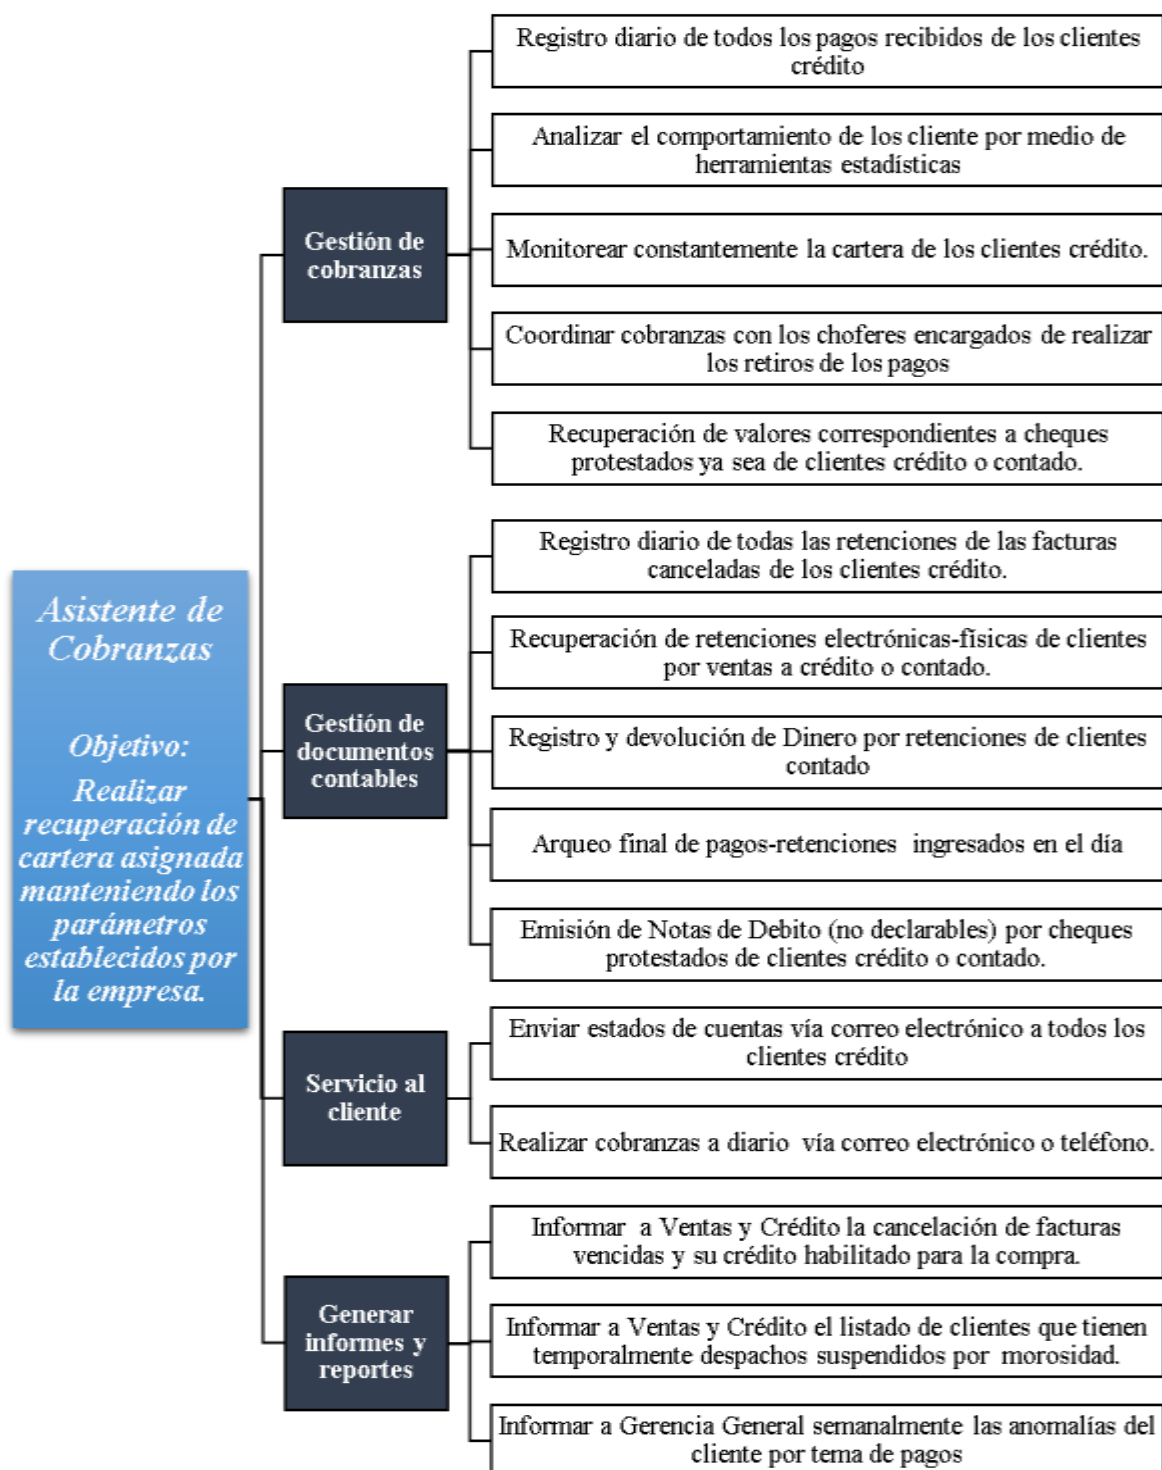 Asistente de
Cobranzas
Objetivo:
Realizar
recuperación de
cartera asignada
manteniendo los
parámetros
establecidos por
la empresa.
Gestión de
cobranzas
Registro diario de todos los pagos recibidos de los clientes
crédito
Analizar el comportamiento de los cliente por medio de
herramientas estadísticas
Monitorear constantemente la cartera de los clientes crédito.
Coordinar cobranzas con los choferes encargados de realizar
los retiros de los pagos
Recuperación de valores correspondientes a cheques
protestados ya sea de clientes crédito o contado.
Gestión de
documentos
contables
Registro diario de todas las retenciones de las facturas
canceladas de los clientes crédito.
Recuperación de retenciones electrónicas-físicas de clientes
por ventas a crédito o contado.
Registro y devolución de Dinero por retenciones de clientes
contado
Arqueo final de pagos-retenciones ingresados en el día
Emisión de Notas de Debito (no declarables) por cheques
protestados de clientes crédito o contado.
Servicio al
cliente
Enviar estados de cuentas vía correo electrónico a todos los
clientes crédito
Realizar cobranzas a diario vía correo electrónico o teléfono.
Generar
informes y
reportes
Informar a Ventas y Crédito la cancelación de facturas
vencidas y su crédito habilitado para la compra.
Informar a Ventas y Crédito el listado de clientes que tienen
temporalmente despachos suspendidos por morosidad.
Informar a Gerencia General semanalmente las anomalías del
cliente por tema de pagos